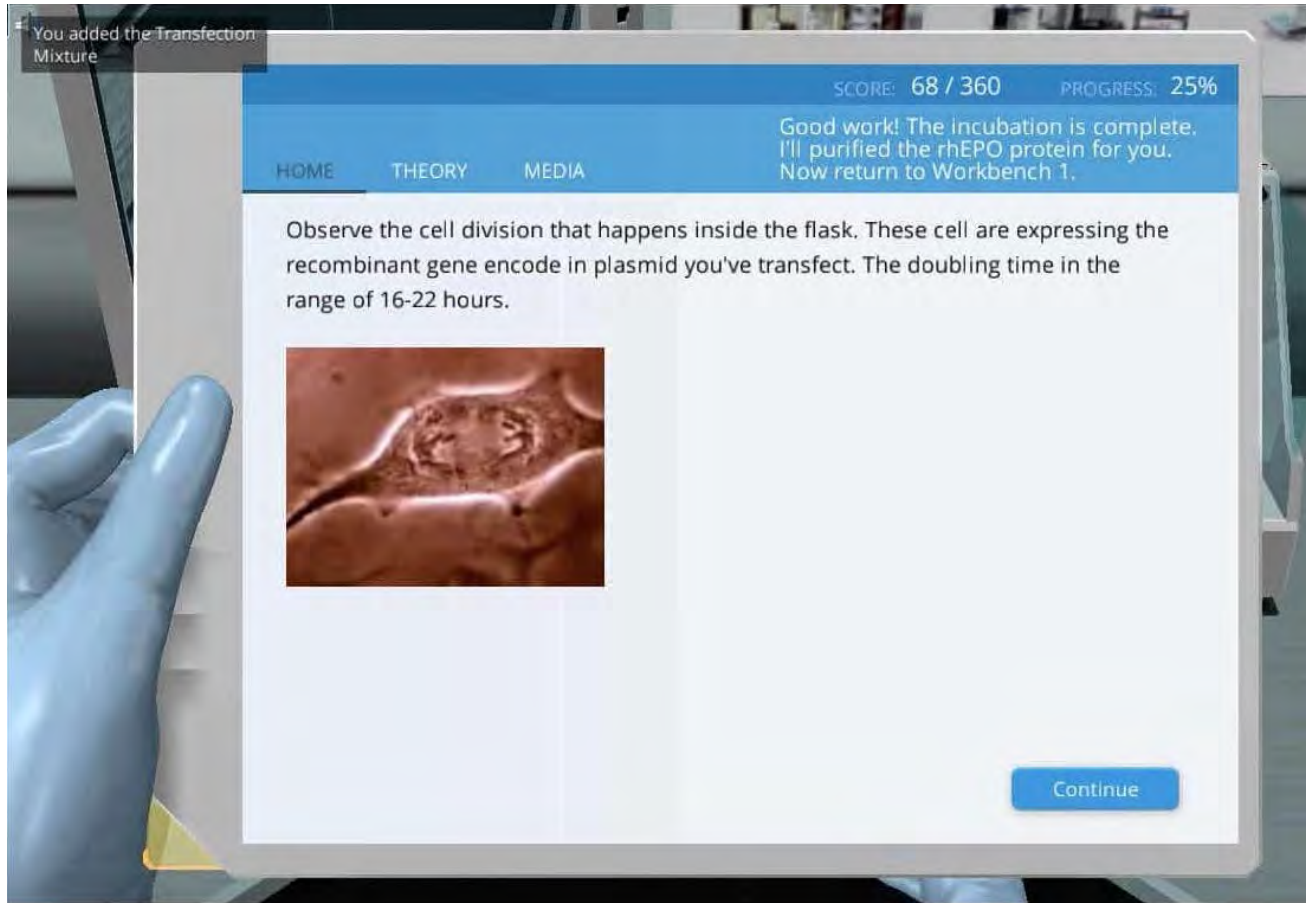 You added the Transfection
Mixture
SCORE: 68 / 360 PROGRESS: 25%
Good work! The incubation is complete.
I'll purified the rhEPO protein for you.
Now return to Workbench 1.
HOME THEORY MEDIA
Observe the cell division that happens inside the flask. These cell are expressing the
recombinant gene encode in plasmid you've transfect. The doubling time in the
range of 16-22 hours.
Continue